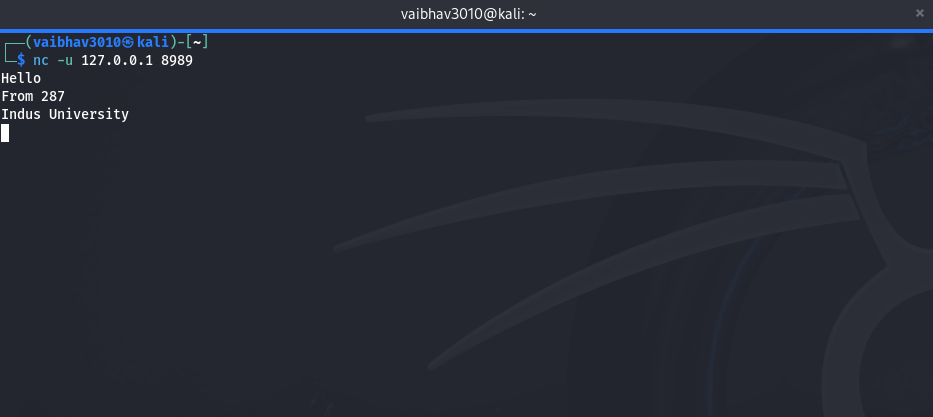 vaibhav3010@kali: ~
┌──(vaibhav3010㉿kali)-[~]
└─$ nc -u 127.0.0.1 8989
Hello
From 287
Indus University